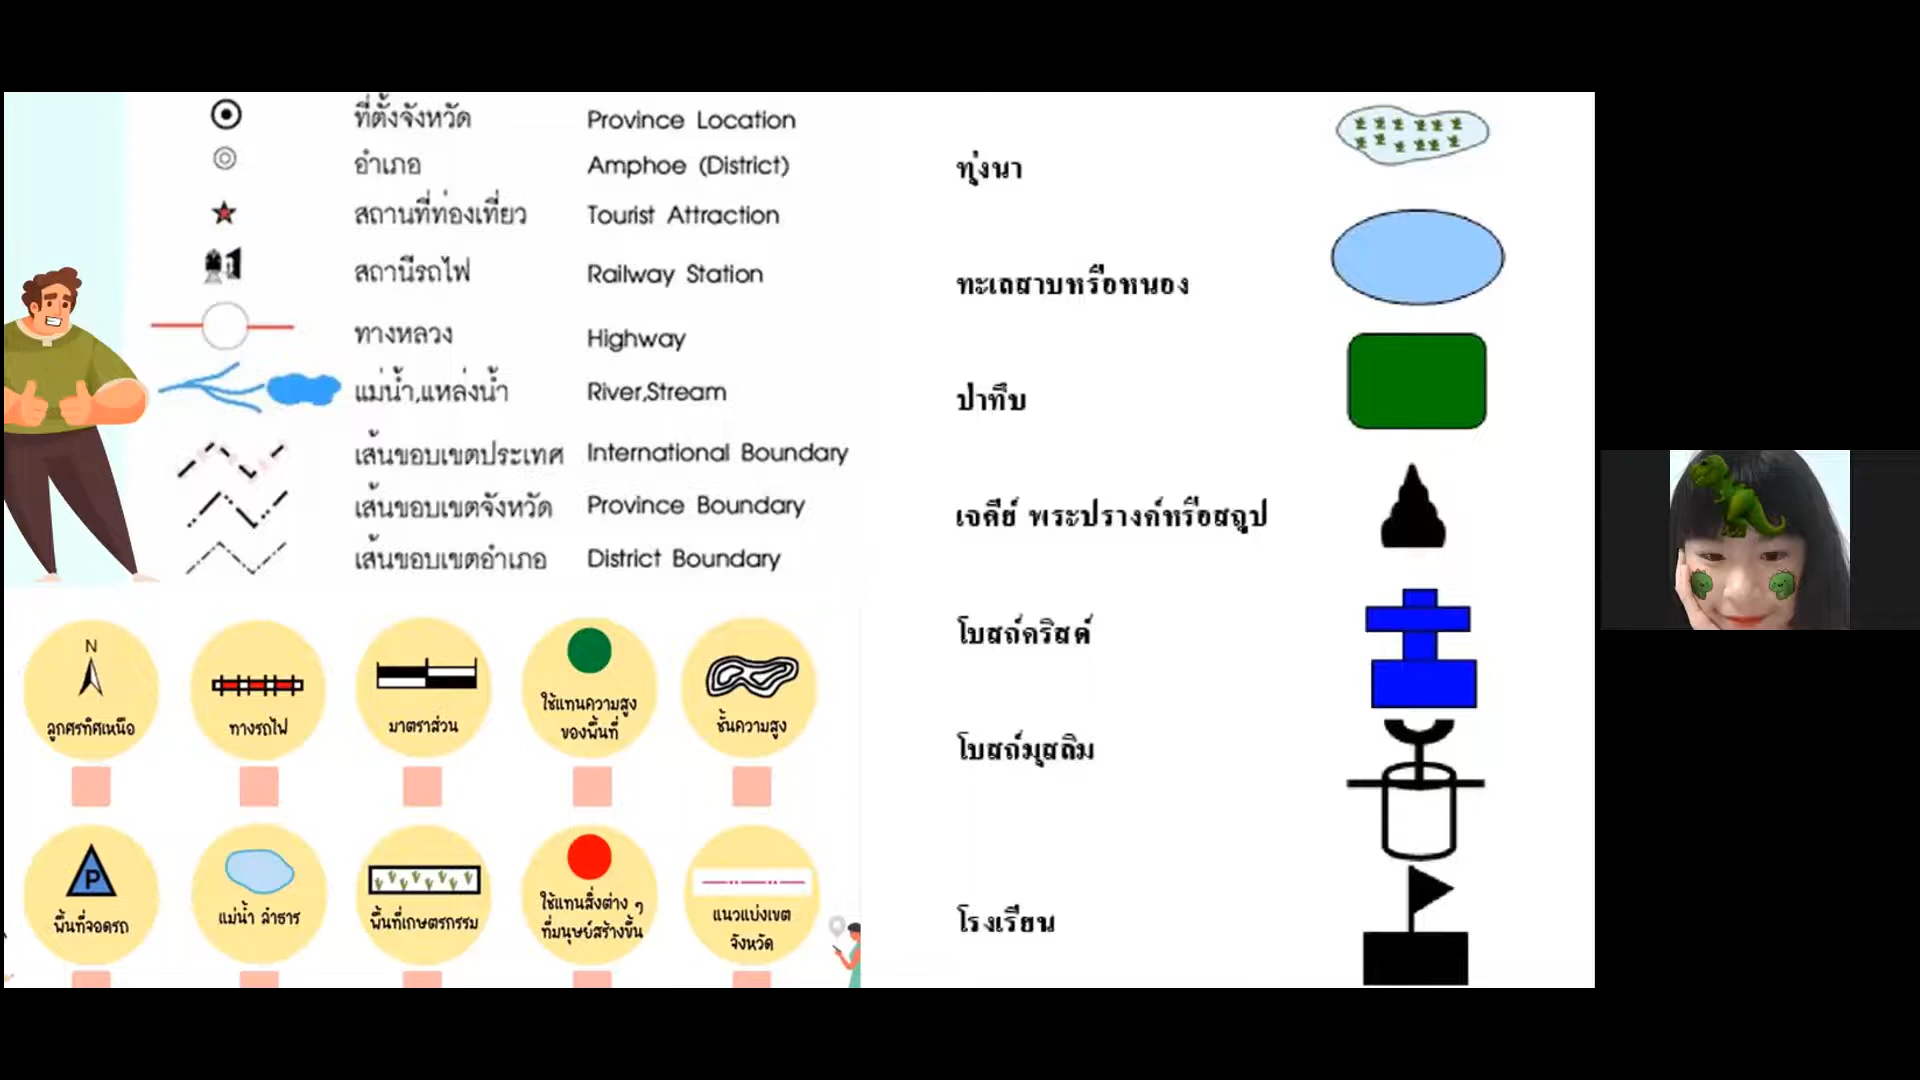 ที่ตั้งจังหวัด Province Location
อำเภอ Amphoe (District)
สถานที่ท่องเที่ยว Tourist Attraction
สถานีรถไฟ Railway Station
ทางหลวง Highway
แม่น้ำ,แหล่งน้ำ River,Stream
เส้นขอบเขตประเทศ International Boundary
เส้นขอบเขตจังหวัด Province Boundary
เส้นขอบเขตอำเภอ District Boundary
N
ลูกศรทิศเหนือ
ทางรถไฟ
มาตราส่วน
ใช้แทนความสูง
ของพื้นที่
ชั้นความสูง
P
พื้นที่จอดรถ
แม่น้ำ ลำธาร
พื้นที่เกษตรกรรม
ใช้แทนสิ่งต่าง ๆ
ที่มนุษย์สร้างขึ้น
แนวแบ่งเขต
จังหวัด
ทุ่งนา
ทะเลสาบหรือหนอง
ป่าทึบ
เจดีย์ พระปรางค์หรือสถูป
โบสถ์คริสต์
โบสถ์มุสลิม
โรงเรียน